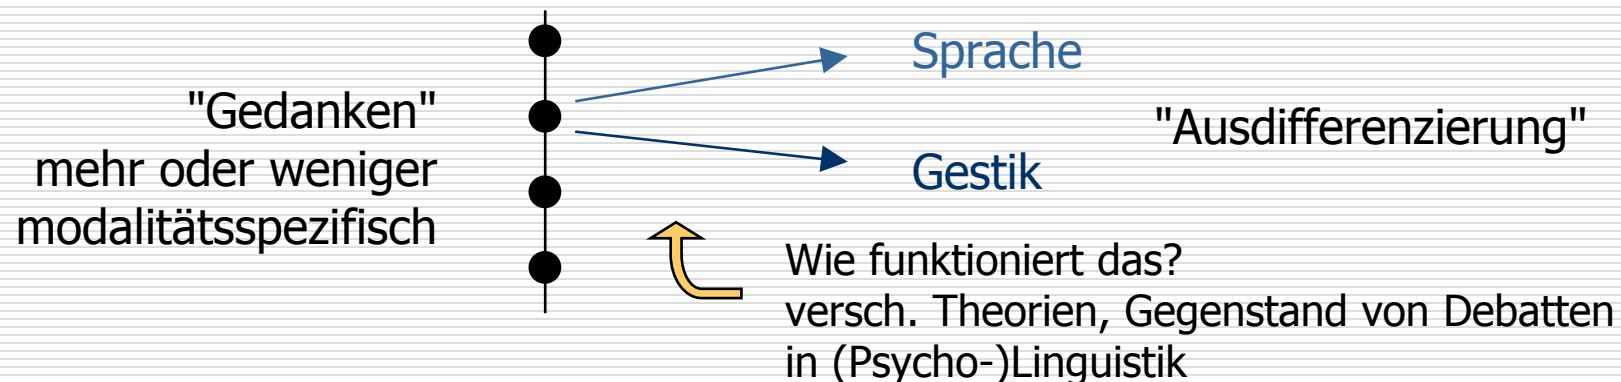 "Gedanken"
mehr oder weniger
modalitätsspezifisch
Sprache
Gestik
"Ausdifferenzierung"
Wie funktioniert das?
versch. Theorien, Gegenstand von Debatten
in (Psycho-)Linguistik